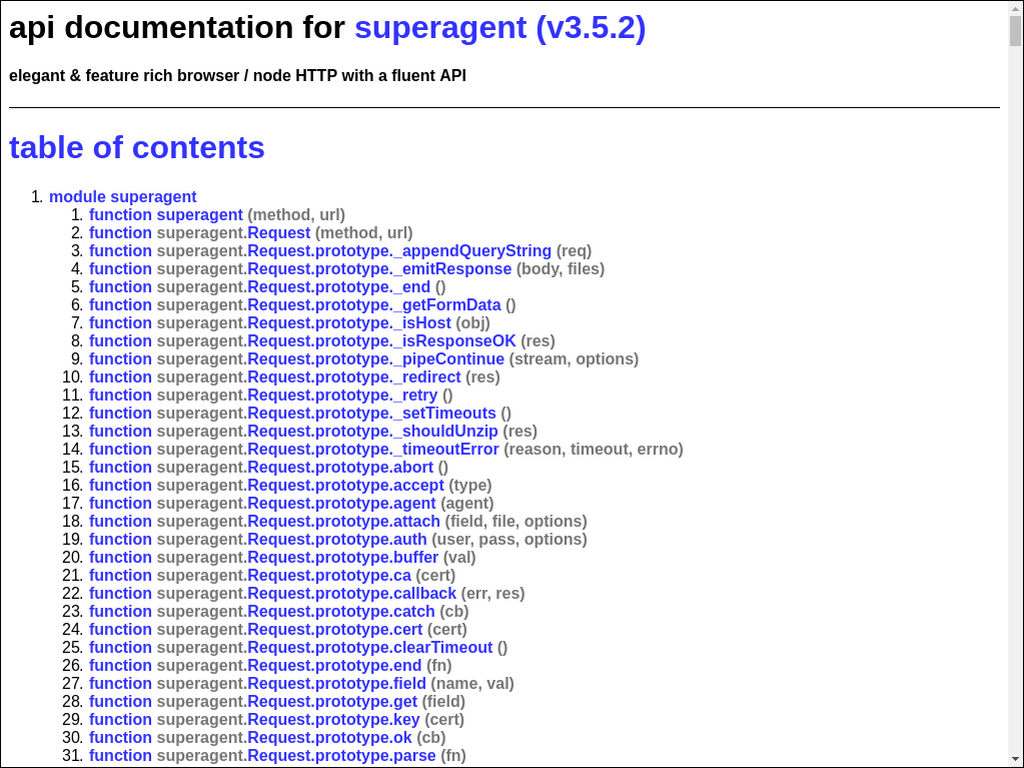 api documentation for superagent (v3.5.2)
elegant & feature rich browser / node HTTP with a fluent API
table of contents
1. module superagent
1. function superagent (method, url)
2. function superagent.Request (method, url)
3. function superagent.Request.prototype._appendQueryString (req)
4. function superagent.Request.prototype._emitResponse (body, files)
5. function superagent.Request.prototype._end ()
6. function superagent.Request.prototype._getFormData ()
7. function superagent.Request.prototype._isHost (obj)
8. function superagent.Request.prototype._isResponseOK (res)
9. function superagent.Request.prototype._pipeContinue (stream, options)
10. function superagent.Request.prototype._redirect (res)
11. function superagent.Request.prototype._retry ()
12. function superagent.Request.prototype._setTimeouts ()
13. function superagent.Request.prototype._shouldUnzip (res)
14. function superagent.Request.prototype._timeoutError (reason, timeout, errno)
15. function superagent.Request.prototype.abort ()
16. function superagent.Request.prototype.accept (type)
17. function superagent.Request.prototype.agent (agent)
18. function superagent.Request.prototype.attach (field, file, options)
19. function superagent.Request.prototype.auth (user, pass, options)
20. function superagent.Request.prototype.buffer (val)
21. function superagent.Request.prototype.ca (cert)
22. function superagent.Request.prototype.callback (err, res)
23. function superagent.Request.prototype.catch (cb)
24. function superagent.Request.prototype.cert (cert)
25. function superagent.Request.prototype.clearTimeout ()
26. function superagent.Request.prototype.end (fn)
27. function superagent.Request.prototype.field (name, val)
28. function superagent.Request.prototype.get (field)
29. function superagent.Request.prototype.key (cert)
30. function superagent.Request.prototype.ok (cb)
31. function superagent.Request.prototype.parse (fn)